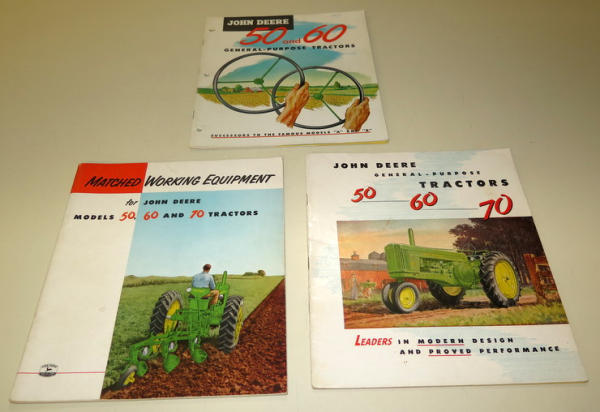 JOHN DEERE
50 and 60
GENERAL-PURPOSE TRACTORS
SUCCESSORS TO THE FAMOUS MODELS "A" AND "B"
MATCHED WORKING EQUIPMENT
for JOHN DEERE
MODELS 50, 60 AND 70 TRACTORS
JOHN DEERE
GENERAL-PURPOSE
TRACTORS
50 60 70
LEADERS IN MODERN DESIGN
AND PROVED PERFORMANCE